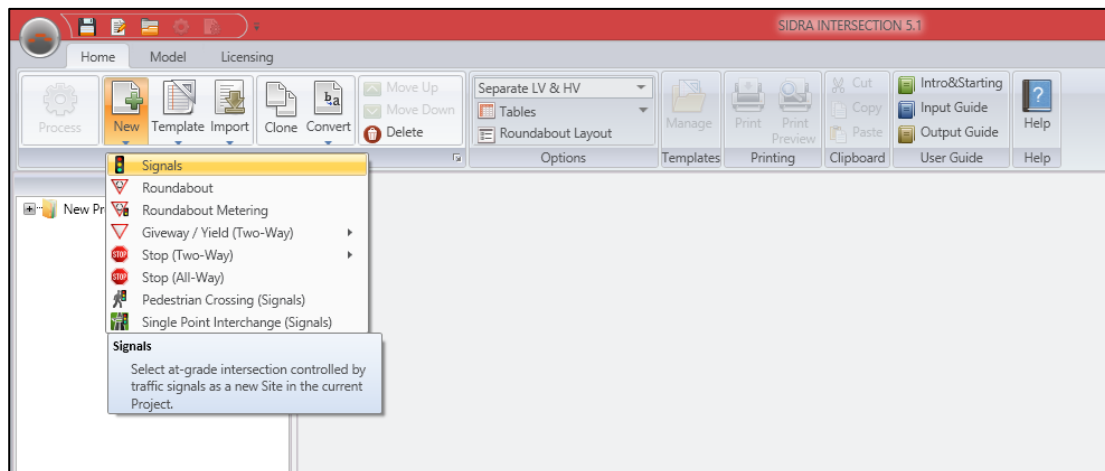 SIDRA INTERSECTION 5.1
Home Model Licensing
Process
New
Template
Import
Clone
Convert
Move Up
Move Down
Delete
Separate LV & HV
Tables
Roundabout Layout
Options
Manage
Templates
Print
Print Preview
Printing
Cut
Copy
Paste
Clipboard
Intro&Starting
Input Guide
Output Guide
User Guide
Help
Help
New Pr
Signals
Roundabout
Roundabout Metering
Giveway / Yield (Two-Way)
Stop (Two-Way)
Stop (All-Way)
Pedestrian Crossing (Signals)
Single Point Interchange (Signals)
Signals
Select at-grade intersection controlled by
traffic signals as a new Site in the current
Project.